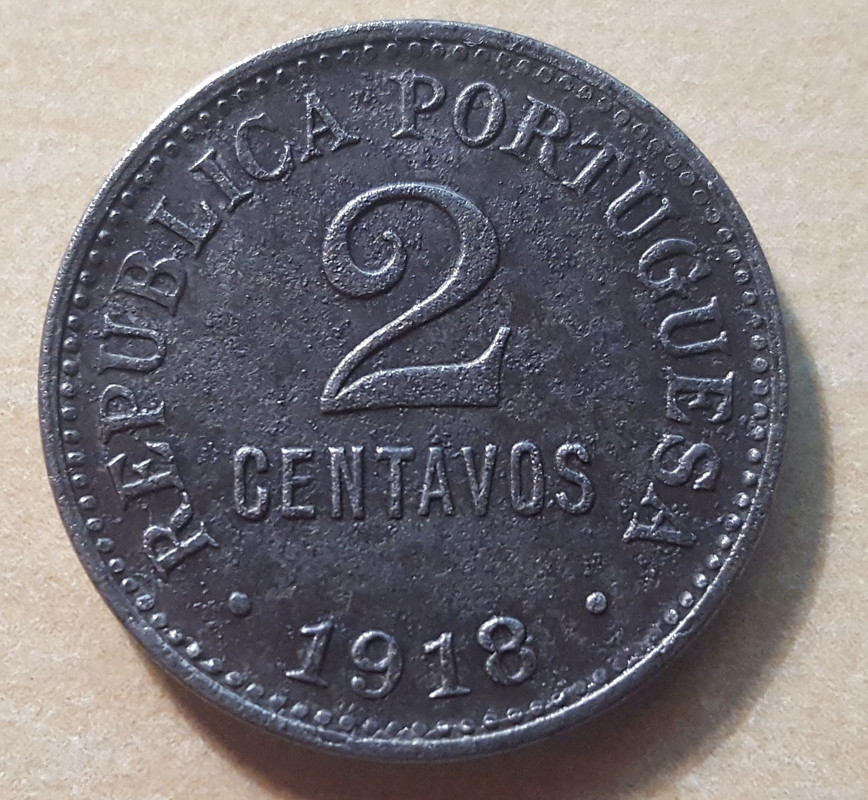 REPUBLICA PORTUGUESA
2
CENTAVOS
• 1918 •